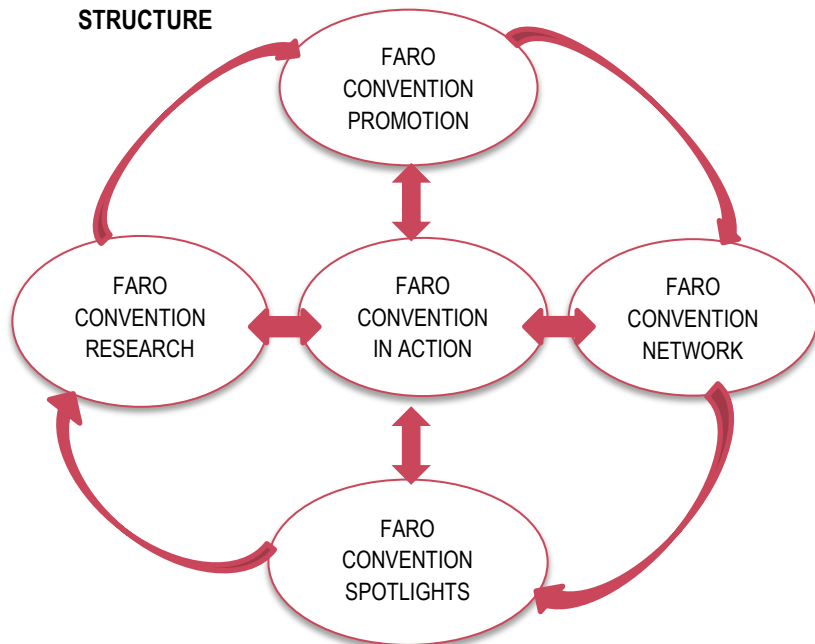 STRUCTURE
FARO
CONVENTION
PROMOTION
FARO
CONVENTION
RESEARCH
FARO
CONVENTION
IN ACTION
FARO
CONVENTION
NETWORK
FARO
CONVENTION
SPOTLIGHTS